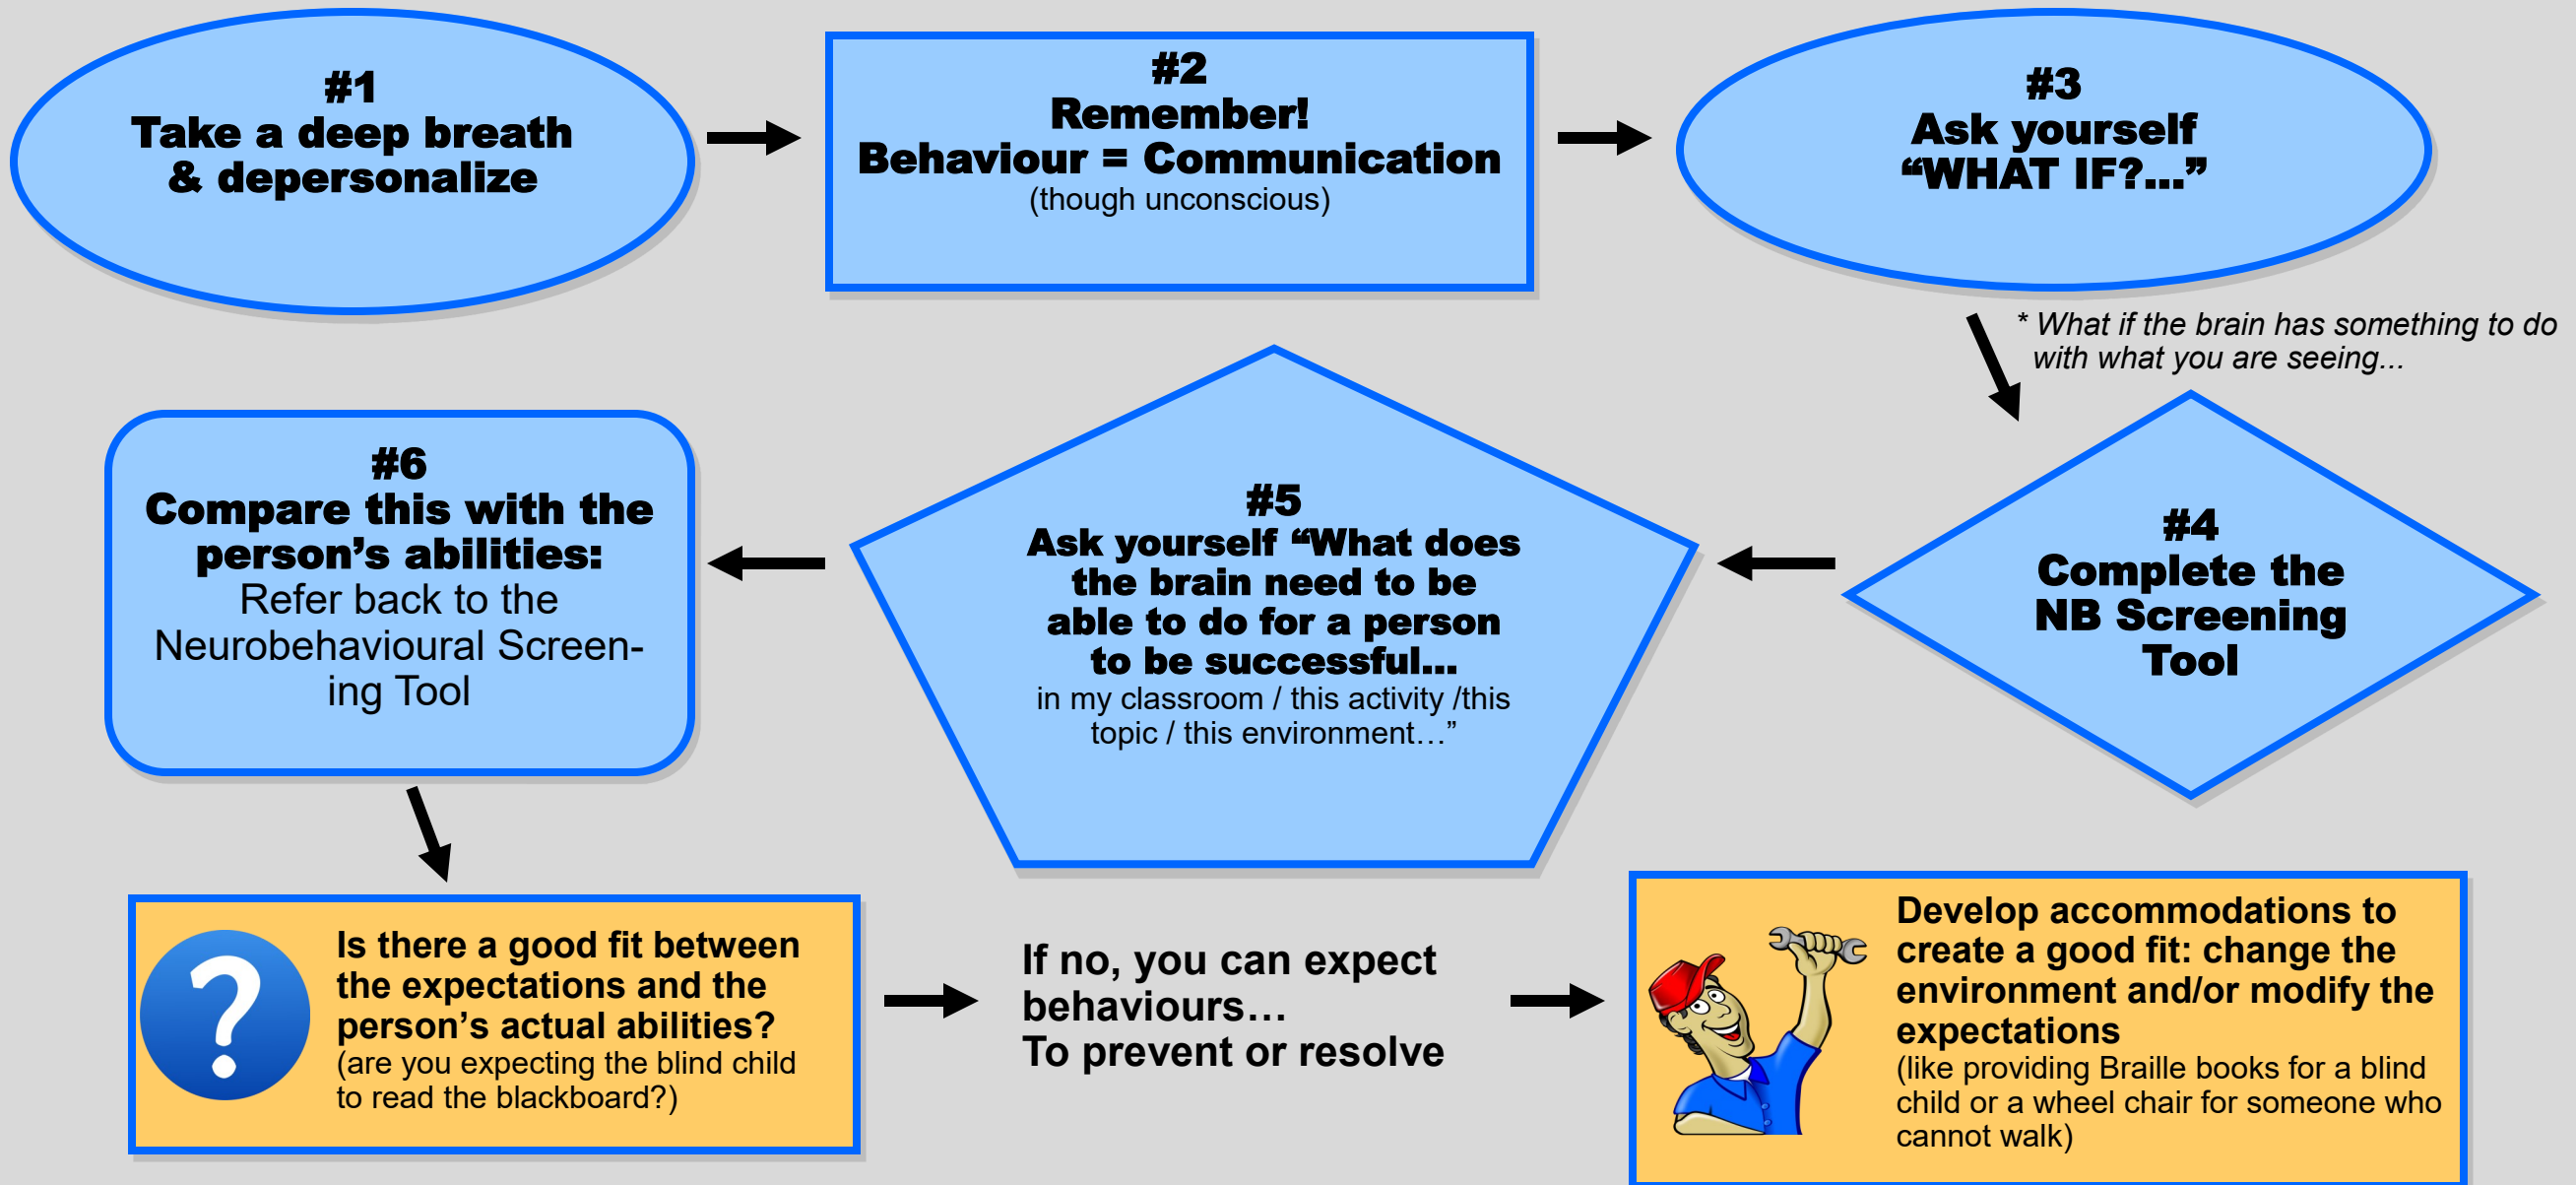 #1
Take a deep breath
& depersonalize
#2
Remember!
Behaviour = Communication
(though unconscious)
#3
Ask yourself
“WHAT IF?...”
* What if the brain has something to do
with what you are seeing...
#4
Complete the
NB Screening
Tool
#5
Ask yourself “What does
the brain need to be
able to do for a person
to be successful...
in my classroom / this activity /this
topic / this environment…”
#6
Compare this with the
person’s abilities:
Refer back to the
Neurobehavioural Screen-
ing Tool
?
Is there a good fit between
the expectations and the
person’s actual abilities?
(are you expecting the blind child
to read the blackboard?)
If no, you can expect
behaviours…
To prevent or resolve
Develop accommodations to
create a good fit: change the
environment and/or modify the
expectations
(like providing Braille books for a blind
child or a wheel chair for someone who
cannot walk)